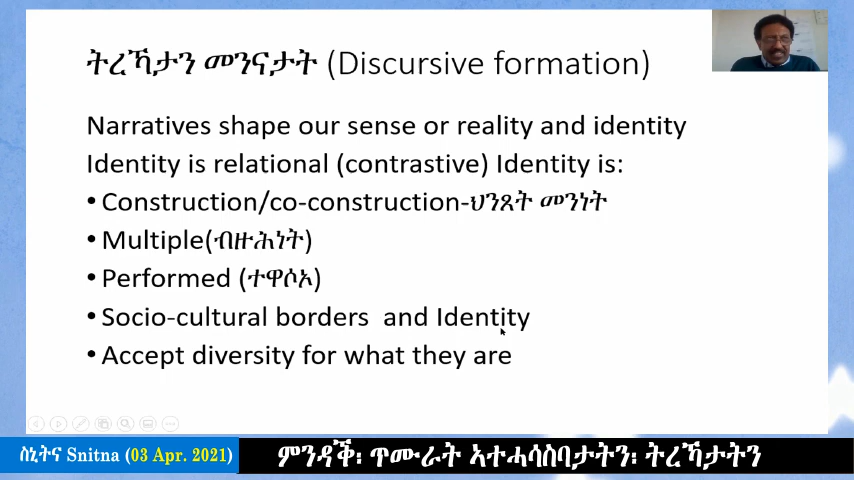 ትረኻታን መንናታት (Discursive formation)
Narratives shape our sense or reality and identity
Identity is relational (contrastive) Identity is:
• Construction/co-construction-ህንጸት መንነት
• Multiple(ብዙሕነት)
• Performed (ተዋሶኦ)
• Socio-cultural borders and Identity
• Accept diversity for what they are
ስኒትና Snitna (03 Apr. 2021)
ምንዳቕ፡ ጥሙራት ኣተሓሳስባታትን፡ ትረኻታትን